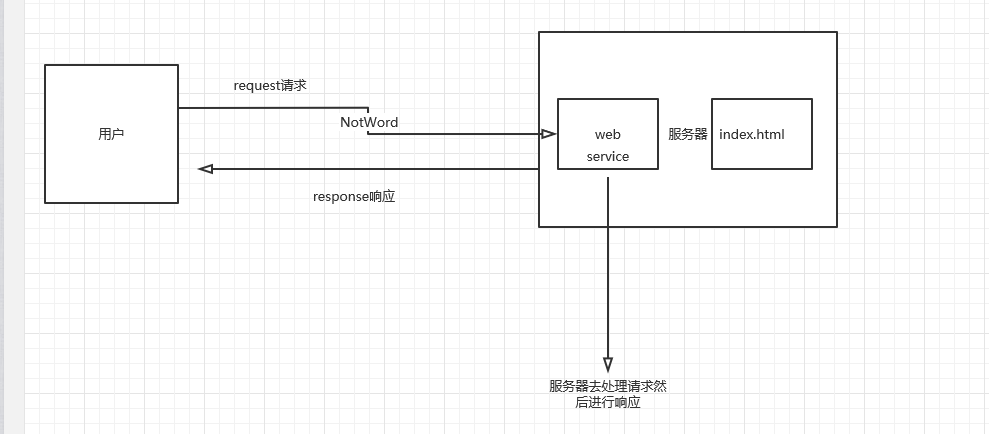 request请求
NotWord
用户
web
service
服务器
index.html
response响应
服务器去处理请求然
后进行响应